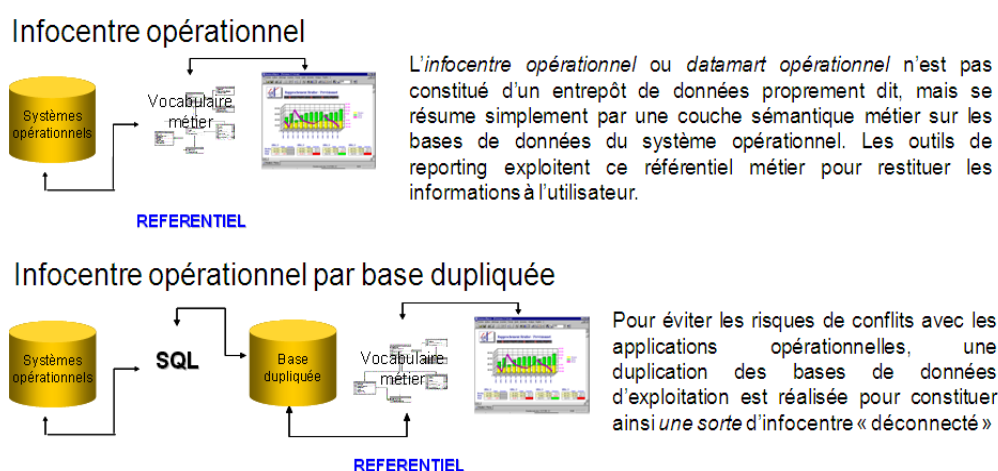 Infocentre opérationnel
Systèmes
opérationnels
Vocabulaire
métier
REFERENTIEL
L'infocentre opérationnel ou datamart opérationnel n'est pas
constitué d'un entrepôt de données proprement dit, mais se
résume simplement par une couche sémantique métier sur les
bases de données du système opérationnel. Les outils de
reporting exploitent ce référentiel métier pour restituer les
informations à l'utilisateur.
Infocentre opérationnel par base dupliquée
Systèmes
opérationnels
SQL
Base
dupliquée
Vocabulaire
métier
REFERENTIEL
Pour éviter les risques de conflits avec les
applications opérationnelles, une
duplication des bases de données
d'exploitation est réalisée pour constituer
ainsi une sorte d'infocentre « déconnecté »